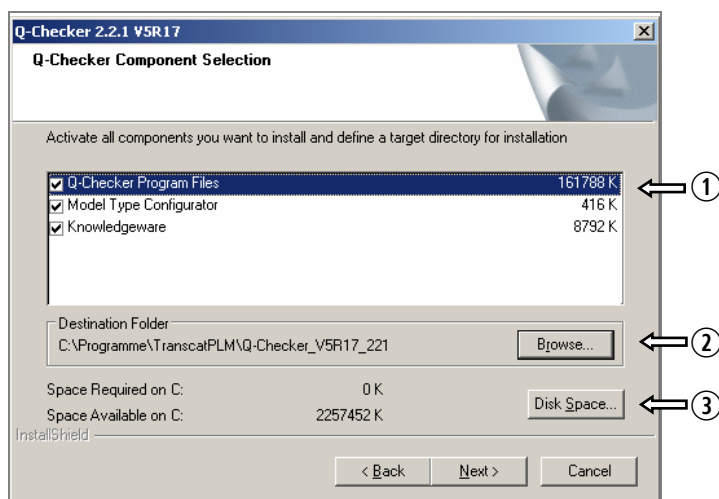 Q-Checker 2.2.1 V5R17
Q-Checker Component Selection
Activate all components you want to install and define a target directory for installation
Q-Checker Program Files 161788 K
Model Type Configurator 416 K
Knowledgeware 8792 K
①
Destination Folder
C:\Programme\TranscatPLM\Q-Checker_V5R17_221
Browse...
②
Space Required on C: 0 K
Space Available on C: 2257452 K
Disk Space...
③
InstallShield
< Back
Next >
Cancel